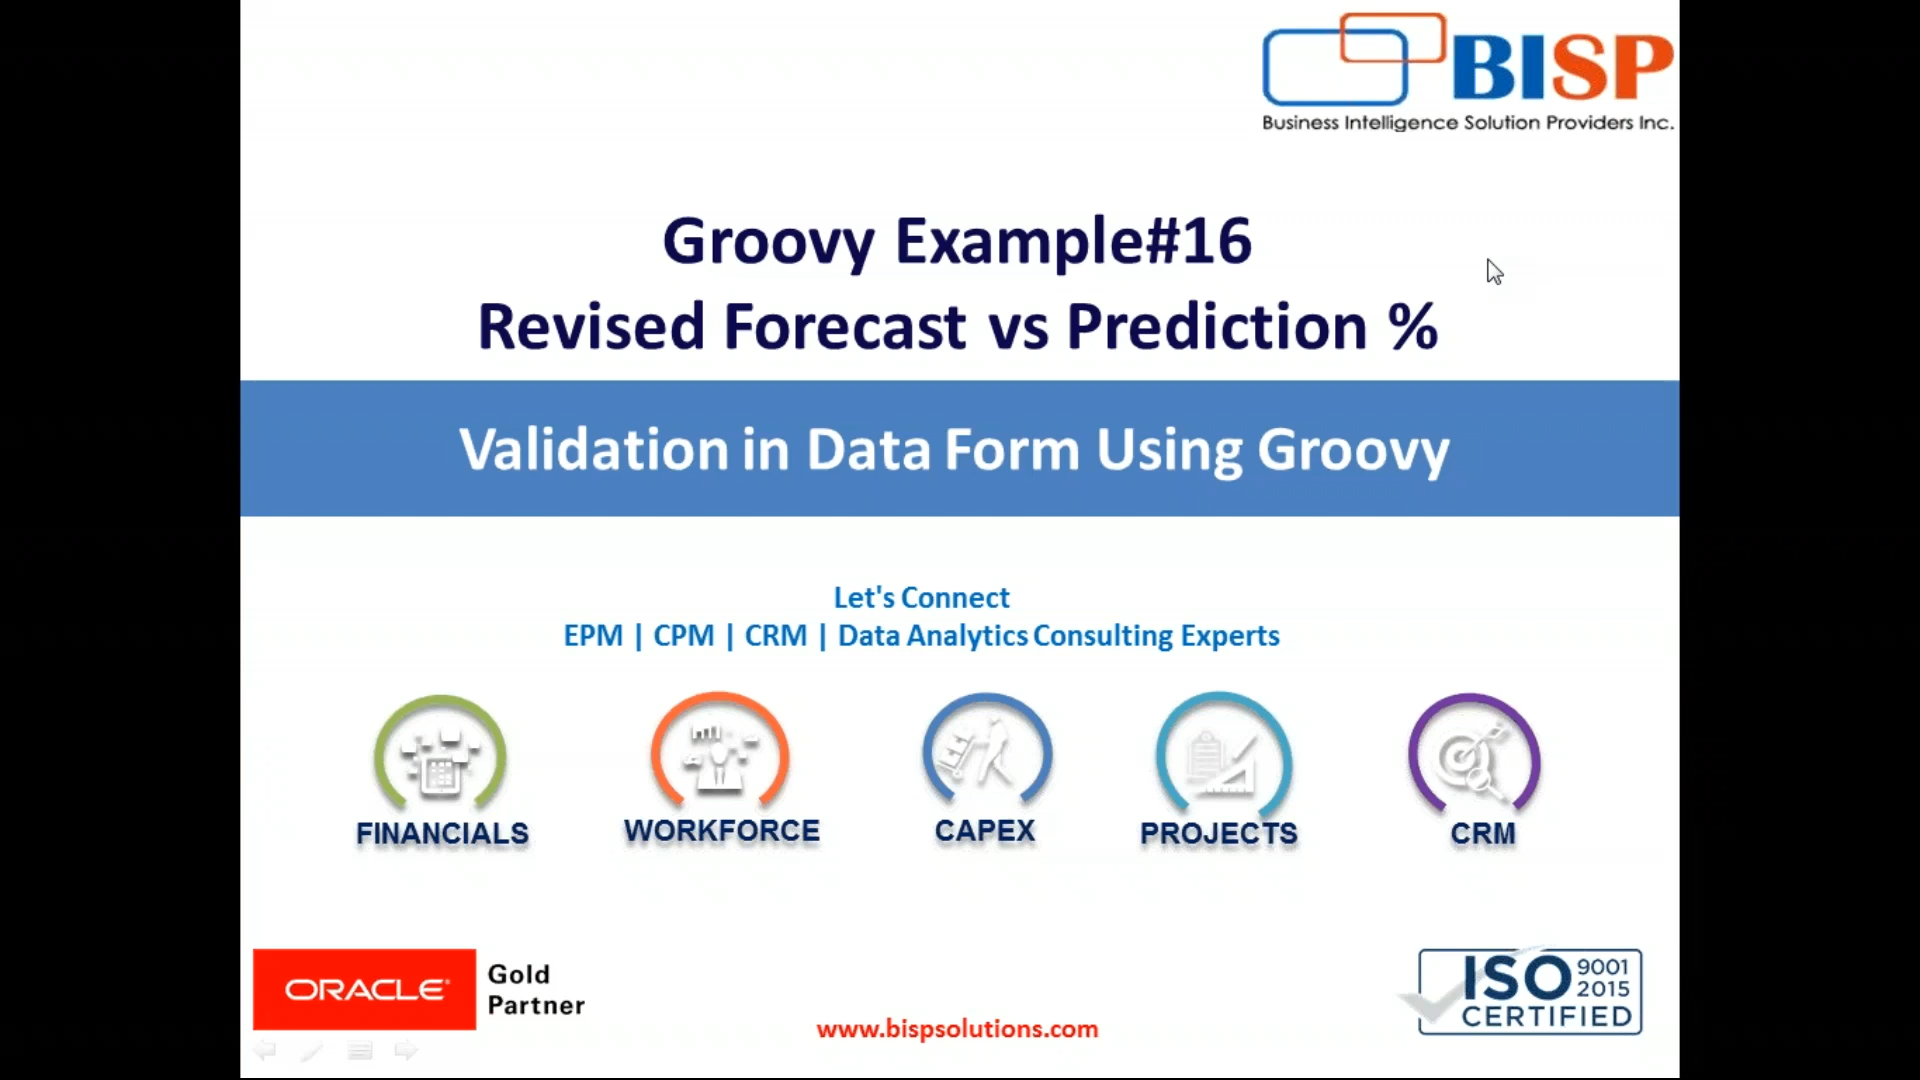 BISP
Business Intelligence Solution Providers Inc.
Groovy Example#16
Revised Forecast vs Prediction %
Validation in Data Form Using Groovy
Let's Connect
EPM | CPM | CRM | Data Analytics Consulting Experts
FINANCIALS
WORKFORCE
CAPEX
PROJECTS
CRM
ORACLE®
Gold
Partner
www.bispsolutions.com
ISO 9001
2015
CERTIFIED